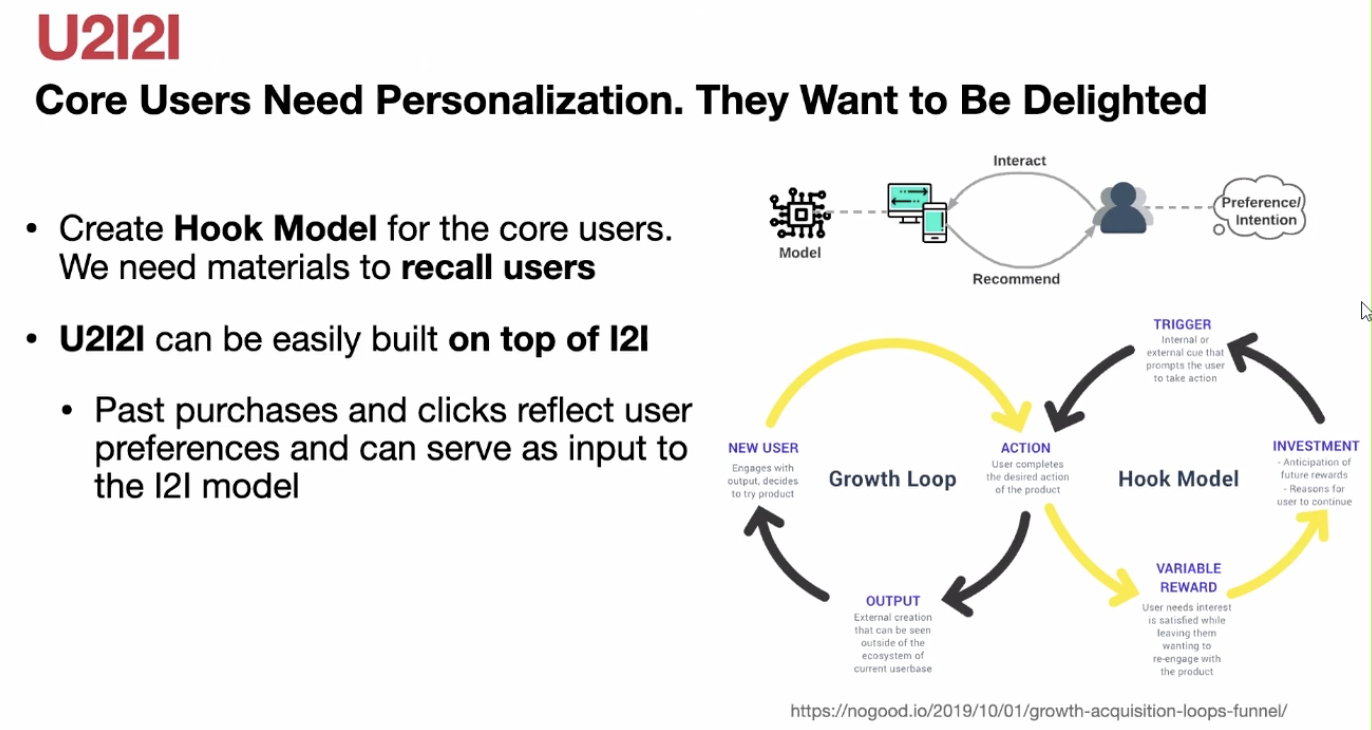 U2I2I
Core Users Need Personalization. They Want to Be Delighted
• Create Hook Model for the core users.
We need materials to recall users
• U2I2I can be easily built on top of I2I
• Past purchases and clicks reflect user
preferences and can serve as input to
the I2I model
Interact
Model
Preference/
Intention
Recommend
TRIGGER
Internal or
external cue that
prompts the user
to take action
NEW USER
Engages with
output, decides
to try product
Growth Loop
ACTION
User completes
the desired action
of the product
Hook Model
INVESTMENT
- Anticipation of
future rewards
- Reasons for
user to continue
OUTPUT
External creation
that can be seen
outside of the
ecosystem of
current userbase
VARIABLE
REWARD
User needs interest
is satisfied while
leaving them
wanting to
re-engage with
the product
https://nogood.io/2019/10/01/growth-acquisition-loops-funnel/